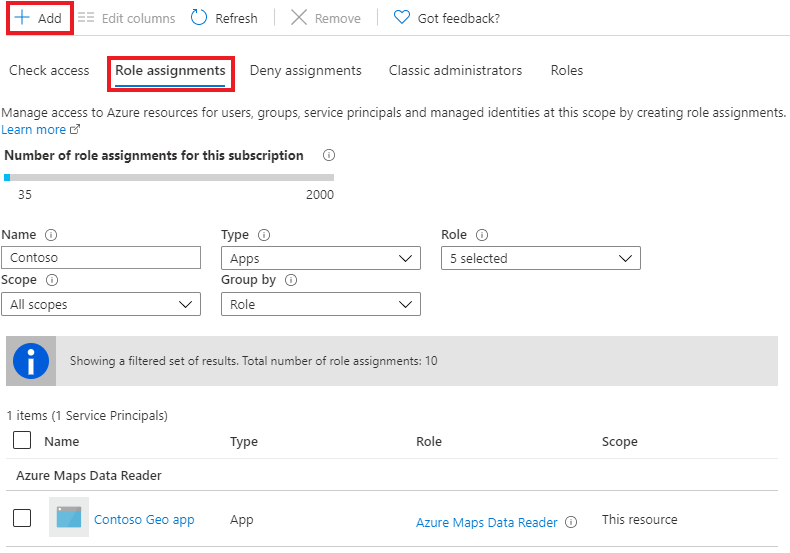 Add Edit columns Refresh Remove Got feedback?
Check access Role assignments Deny assignments Classic administrators Roles
Manage access to Azure resources for users, groups, service principals and managed identities at this scope by creating role assignments.
Learn more
Number of role assignments for this subscription
35 2000
Name Type Role
Contoso Apps 5 selected
Scope Group by
All scopes Role
Showing a filtered set of results. Total number of role assignments: 10
1 items (1 Service Principals)
Name Type Role Scope
Azure Maps Data Reader
Contoso Geo app App Azure Maps Data Reader This resource